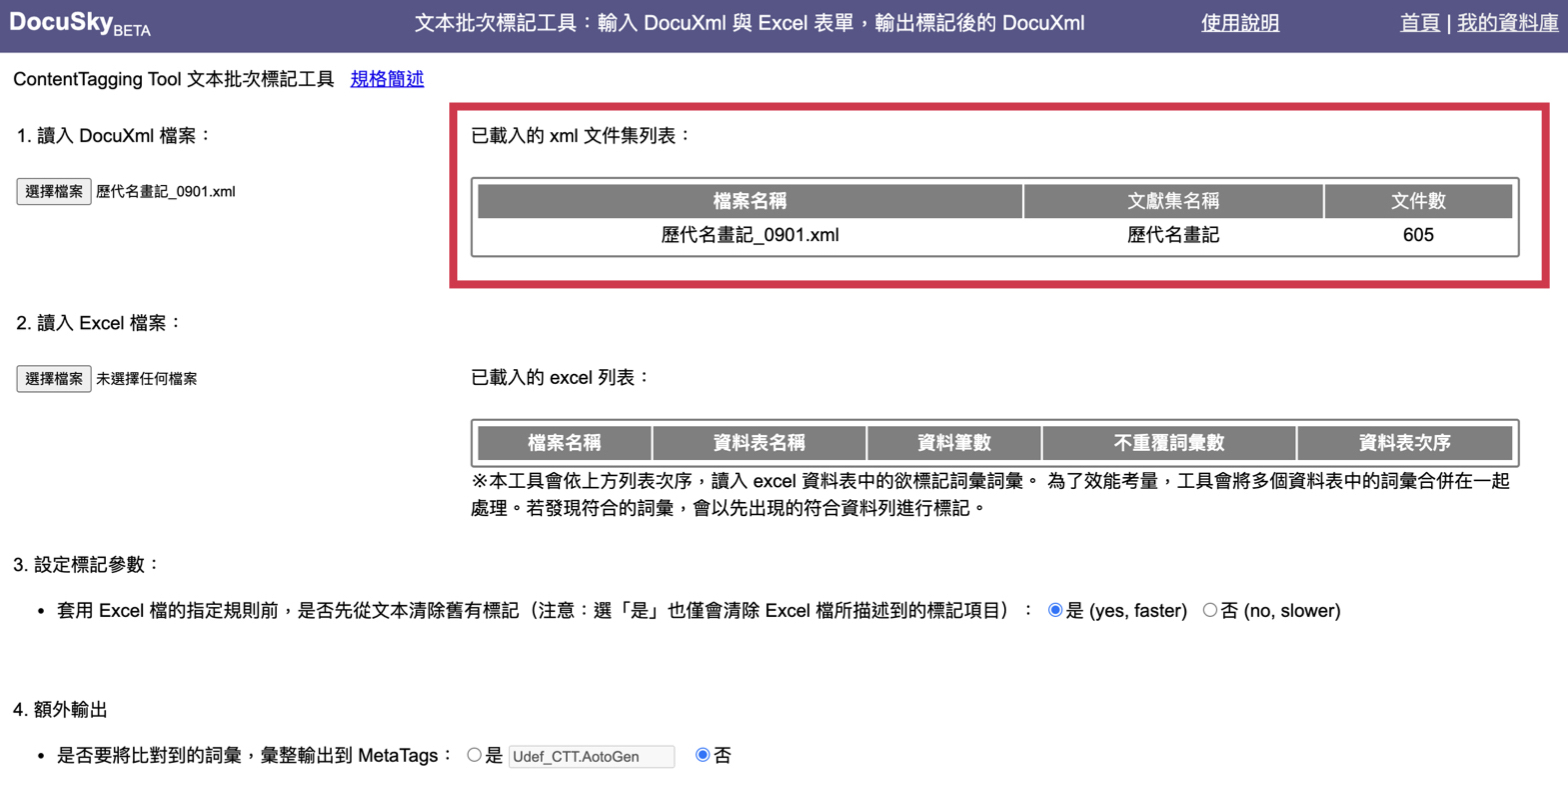 DocuSkyBETA 文本批次標記工具：輸入 DocuXml 與 Excel 表單，輸出標記後的 DocuXml 使用說明 首頁 | 我的資料庫
ContentTagging Tool 文本批次標記工具 規格簡述
1. 讀入 DocuXml 檔案：
選擇檔案 歷代名畫記_0901.xml
已載入的 xml 文件集列表：
檔案名稱 文獻集名稱 文件數
歷代名畫記_0901.xml 歷代名畫記 605
2. 讀入 Excel 檔案：
選擇檔案 未選擇任何檔案
已載入的 excel 列表：
檔案名稱 資料表名稱 資料筆數 不重覆詞彙數 資料表次序
※本工具會依上方列表次序，讀入 excel 資料表中的欲標記詞彙詞彙。 為了效能考量，工具會將多個資料表中的詞彙合併在一起
處理。若發現符合的詞彙，會以先出現的符合資料列進行標記。
3. 設定標記參數：
• 套用 Excel 檔的指定規則前，是否先從文本清除舊有標記（注意：選「是」也僅會清除 Excel 檔所描述到的標記項目）： 是 (yes, faster) 否 (no, slower)
4. 額外輸出
• 是否要將比對到的詞彙，彙整輸出到 MetaTags： 是 Udef_CTT.AotoGen 否